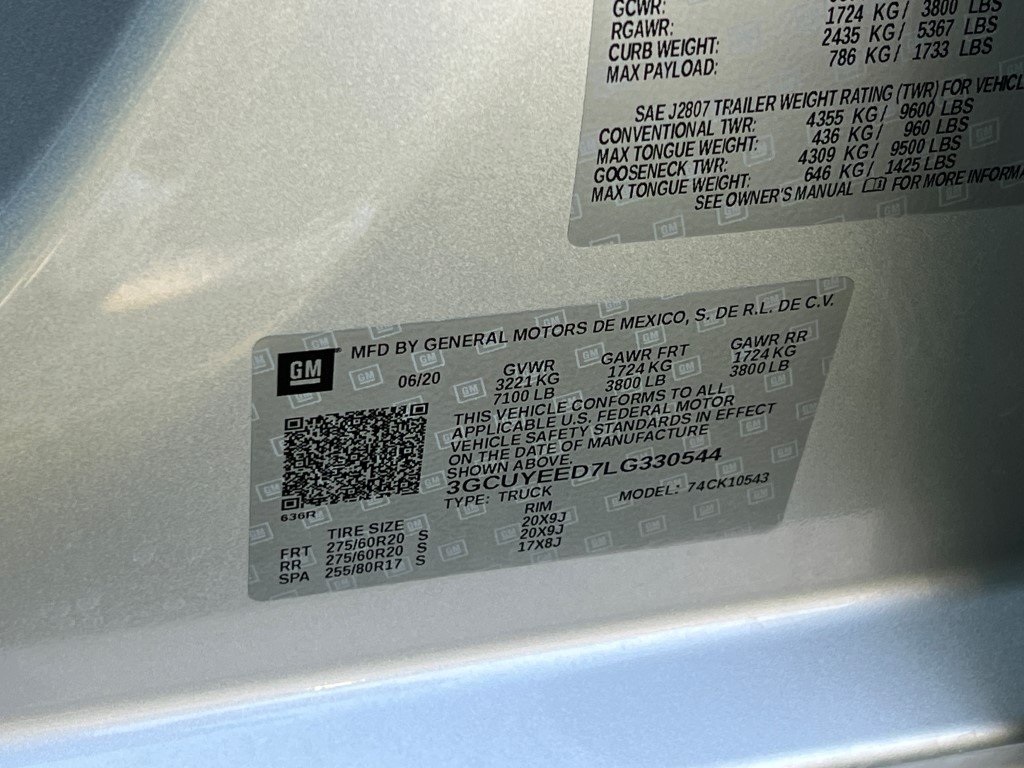 GCWR:
RGAWR: 1724 KG/ 3800 LBS
CURB WEIGHT: 2435 KG/ 5367 LBS
MAX PAYLOAD: 786 KG/ 1733 LBS
SAE J2807 TRAILER WEIGHT RATING (TWR) FOR VEHICL
CONVENTIONAL TWR: 4355 KG/ 9600 LBS
MAX TONGUE WEIGHT: 436 KG/ 960 LBS
GOOSENECK TWR: 4309 KG/ 9500 LBS
MAX TONGUE WEIGHT: 646 KG/ 1425 LBS
SEE OWNER'S MANUAL FOR MORE INFORMA
GM MFD BY GENERAL MOTORS DE MEXICO, S. DE R.L. DE C.V.
06/20 GVWR GAWR FRT GAWR RR
3221 KG 1724 KG 1724 KG
7100 LB 3800 LB 3800 LB
THIS VEHICLE CONFORMS TO ALL
APPLICABLE U.S. FEDERAL MOTOR
VEHICLE SAFETY STANDARDS IN EFFECT
ON THE DATE OF MANUFACTURE
SHOWN ABOVE.
3GCUYEED7LG330544
TYPE: TRUCK MODEL: 74CK10543
636R
TIRE SIZE RIM
FRT 275/60R20 S 20X9J
RR 275/60R20 S 20X9J
SPA 255/80R17 S 17X8J